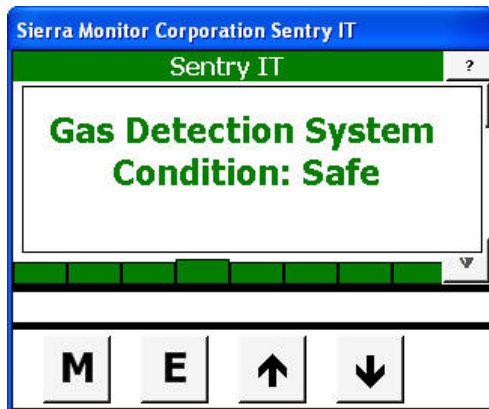 Sierra Monitor Corporation Sentry IT
Sentry IT
?
Gas Detection System
Condition: Safe
M
E